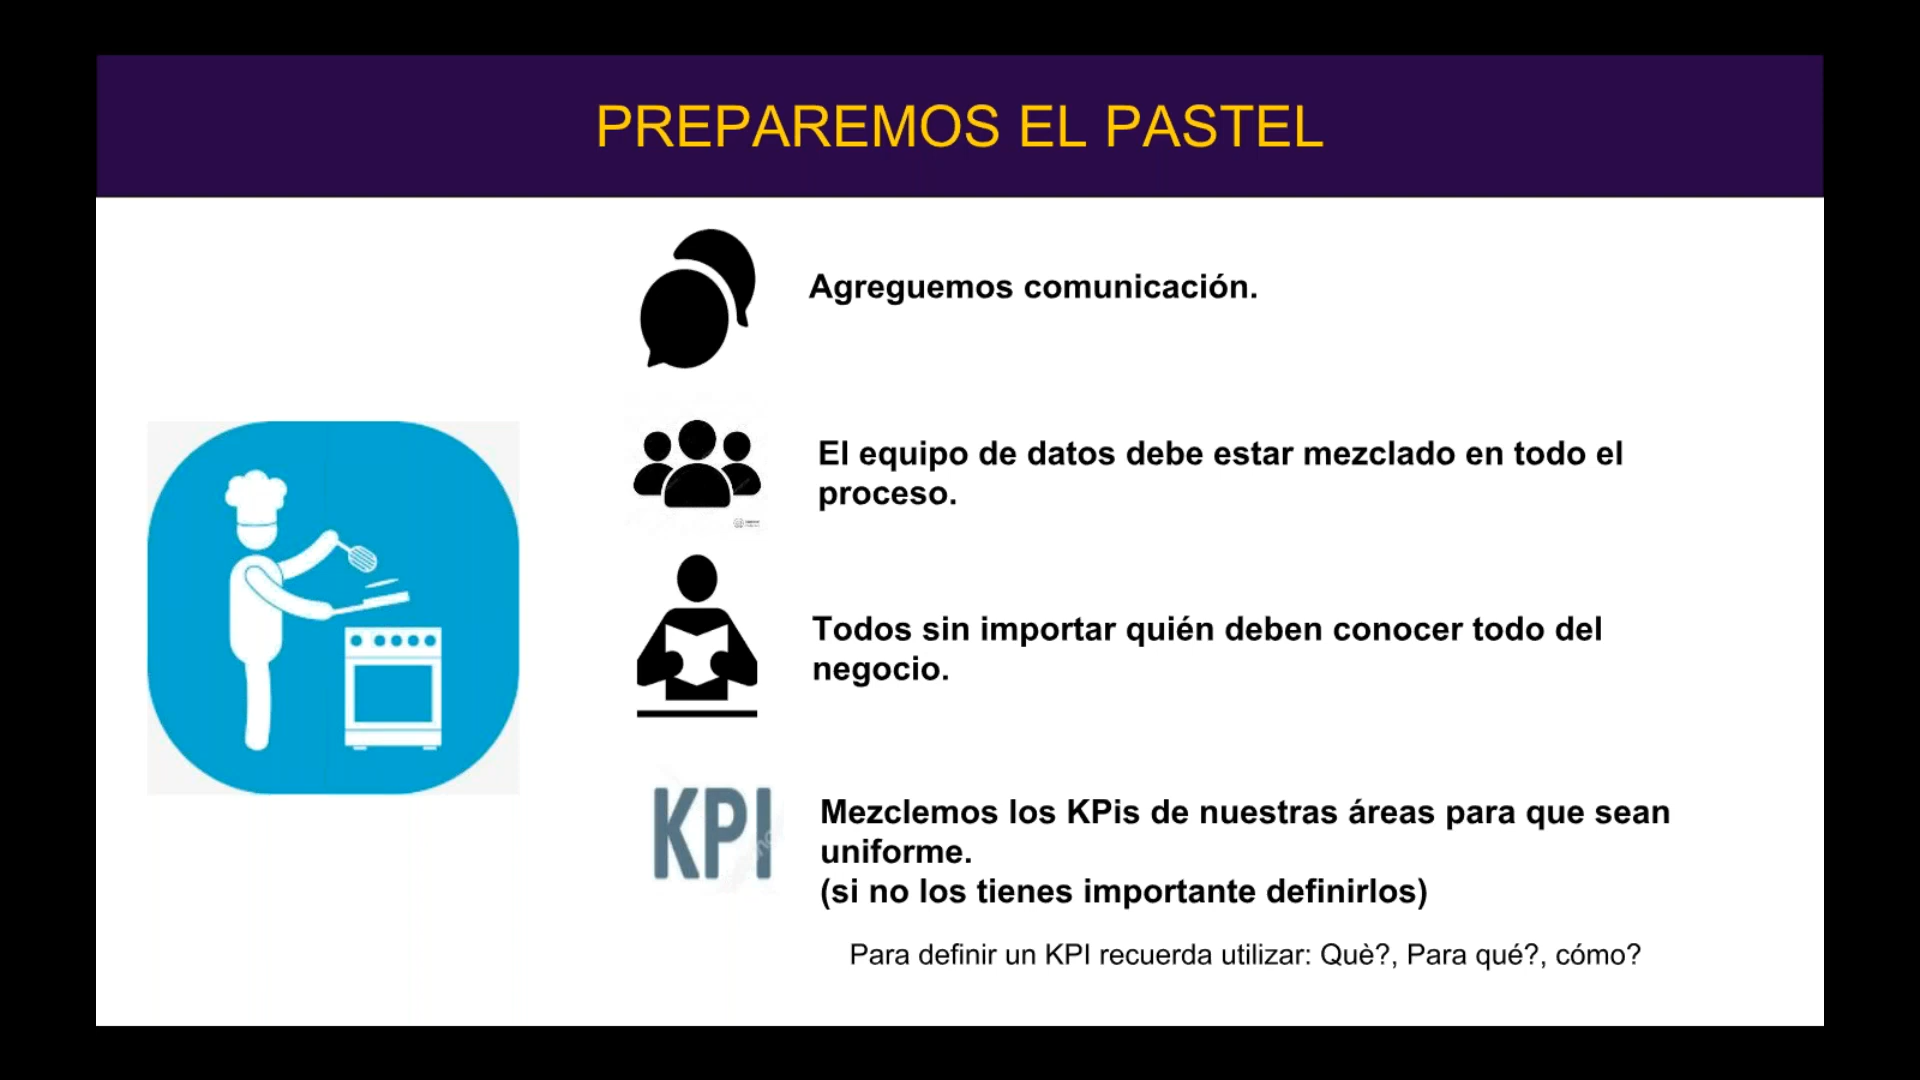 PREPAREMOS EL PASTEL
Agreguemos comunicación.
El equipo de datos debe estar mezclado en todo el
proceso.
Todos sin importar quién deben conocer todo del
negocio.
KPI
Mezclemos los KPis de nuestras áreas para que sean
uniforme.
(si no los tienes importante definirlos)
Para definir un KPI recuerda utilizar: Què?, Para qué?, cómo?